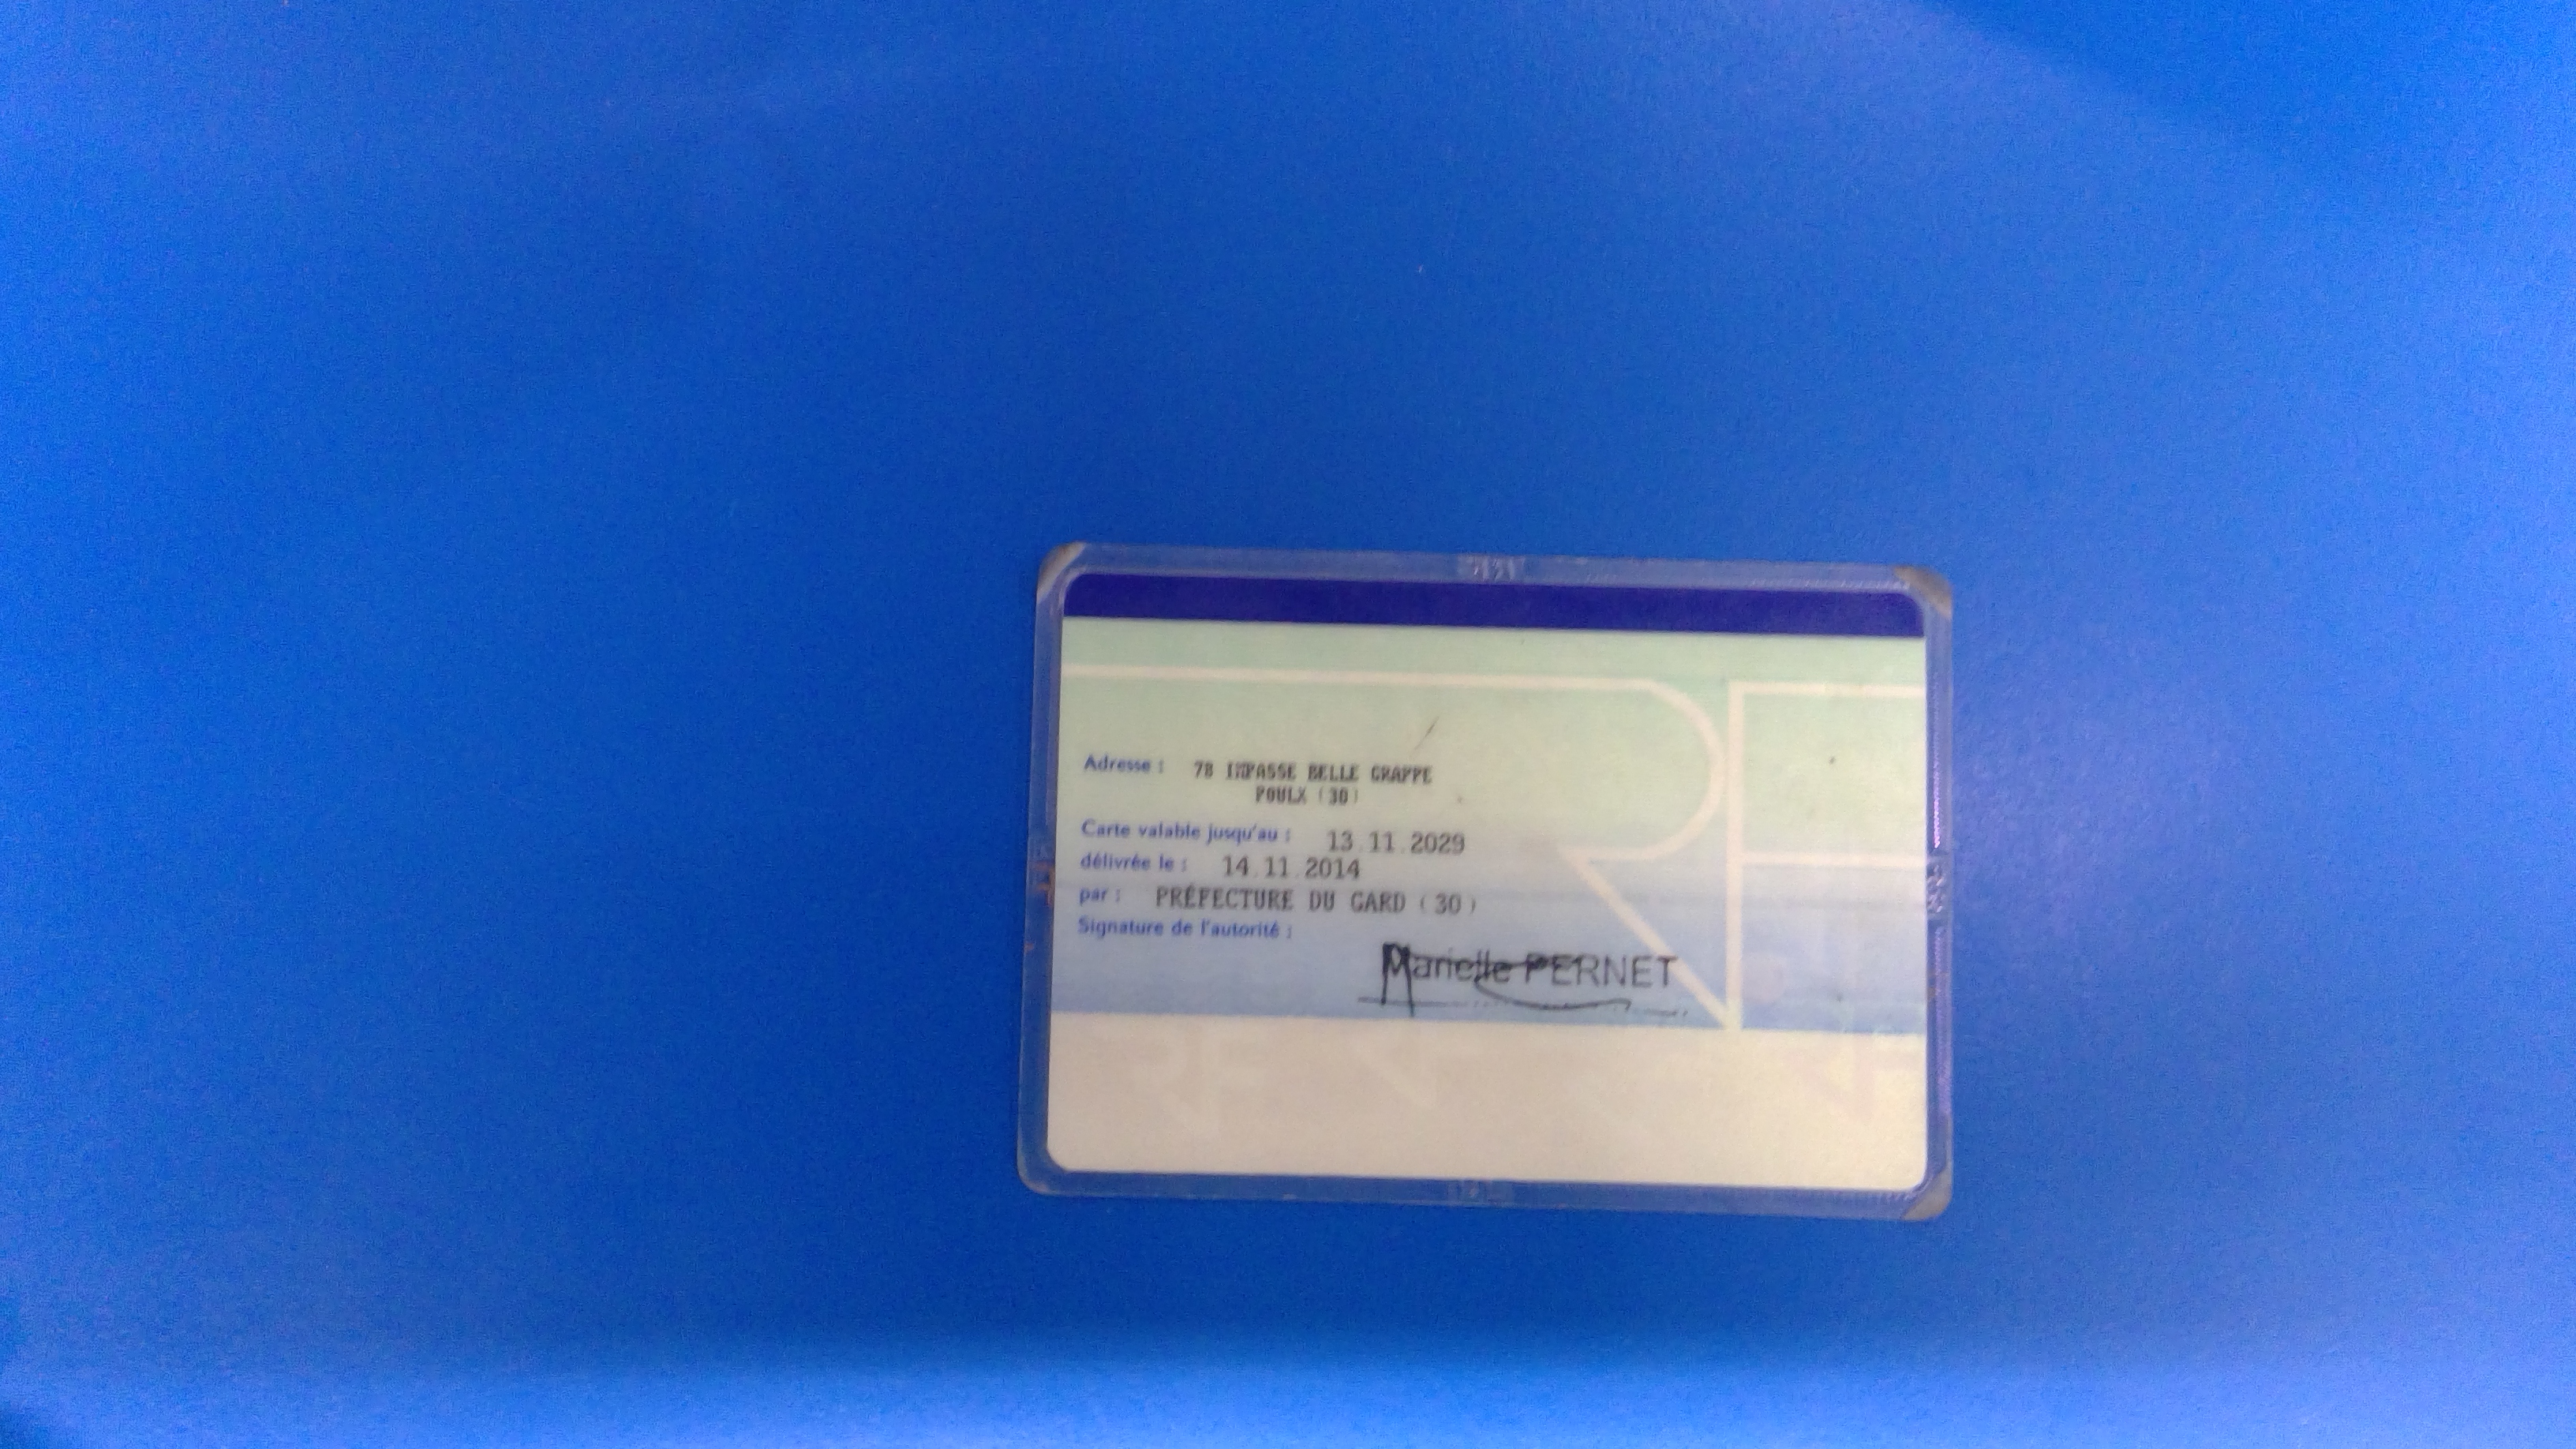 Adresse : 78 IMPASSE BELLE GRAPPE
POULX (30)
Carte valable jusqu'au : 13.11.2029
délivrée le : 14.11.2014
par : PRÉFECTURE DU GARD (30)
Signature de l'autorité :
Marielle PERNET
RF